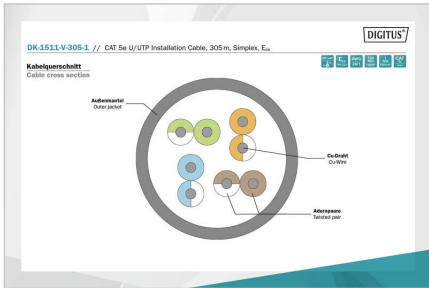 DIGITUS®
DK-1511-V-305-1 // CAT 5e U/UTP Installation Cable, 305 m, Simplex, Eca
Kabelquerschnitt
Cable cross section
Außenmantel
Outer jacket
Cu-Draht
Cu-Wire
Adernpaare
Twisted pair